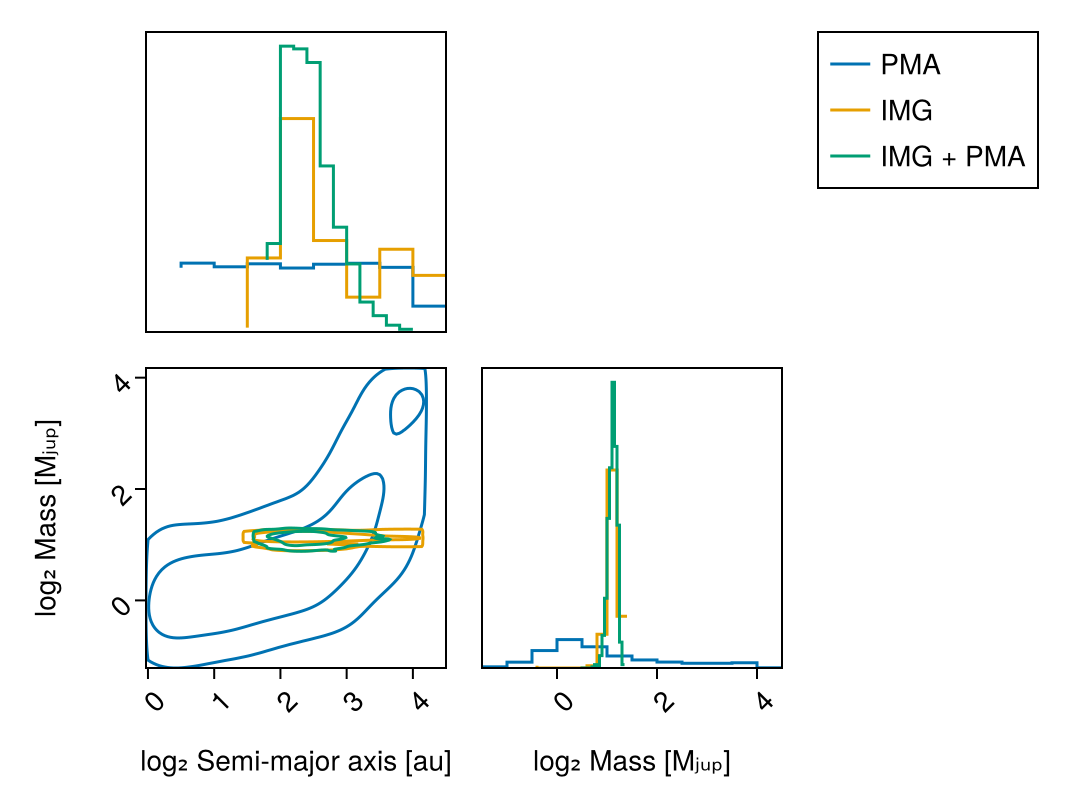 PMA
IMG
IMG + PMA
log₂ Mass [Mⱼᵤₚ]
4
2
0
0 1 2 3 4
0 2 4
log₂ Semi-major axis [au]
log₂ Mass [Mⱼᵤₚ]